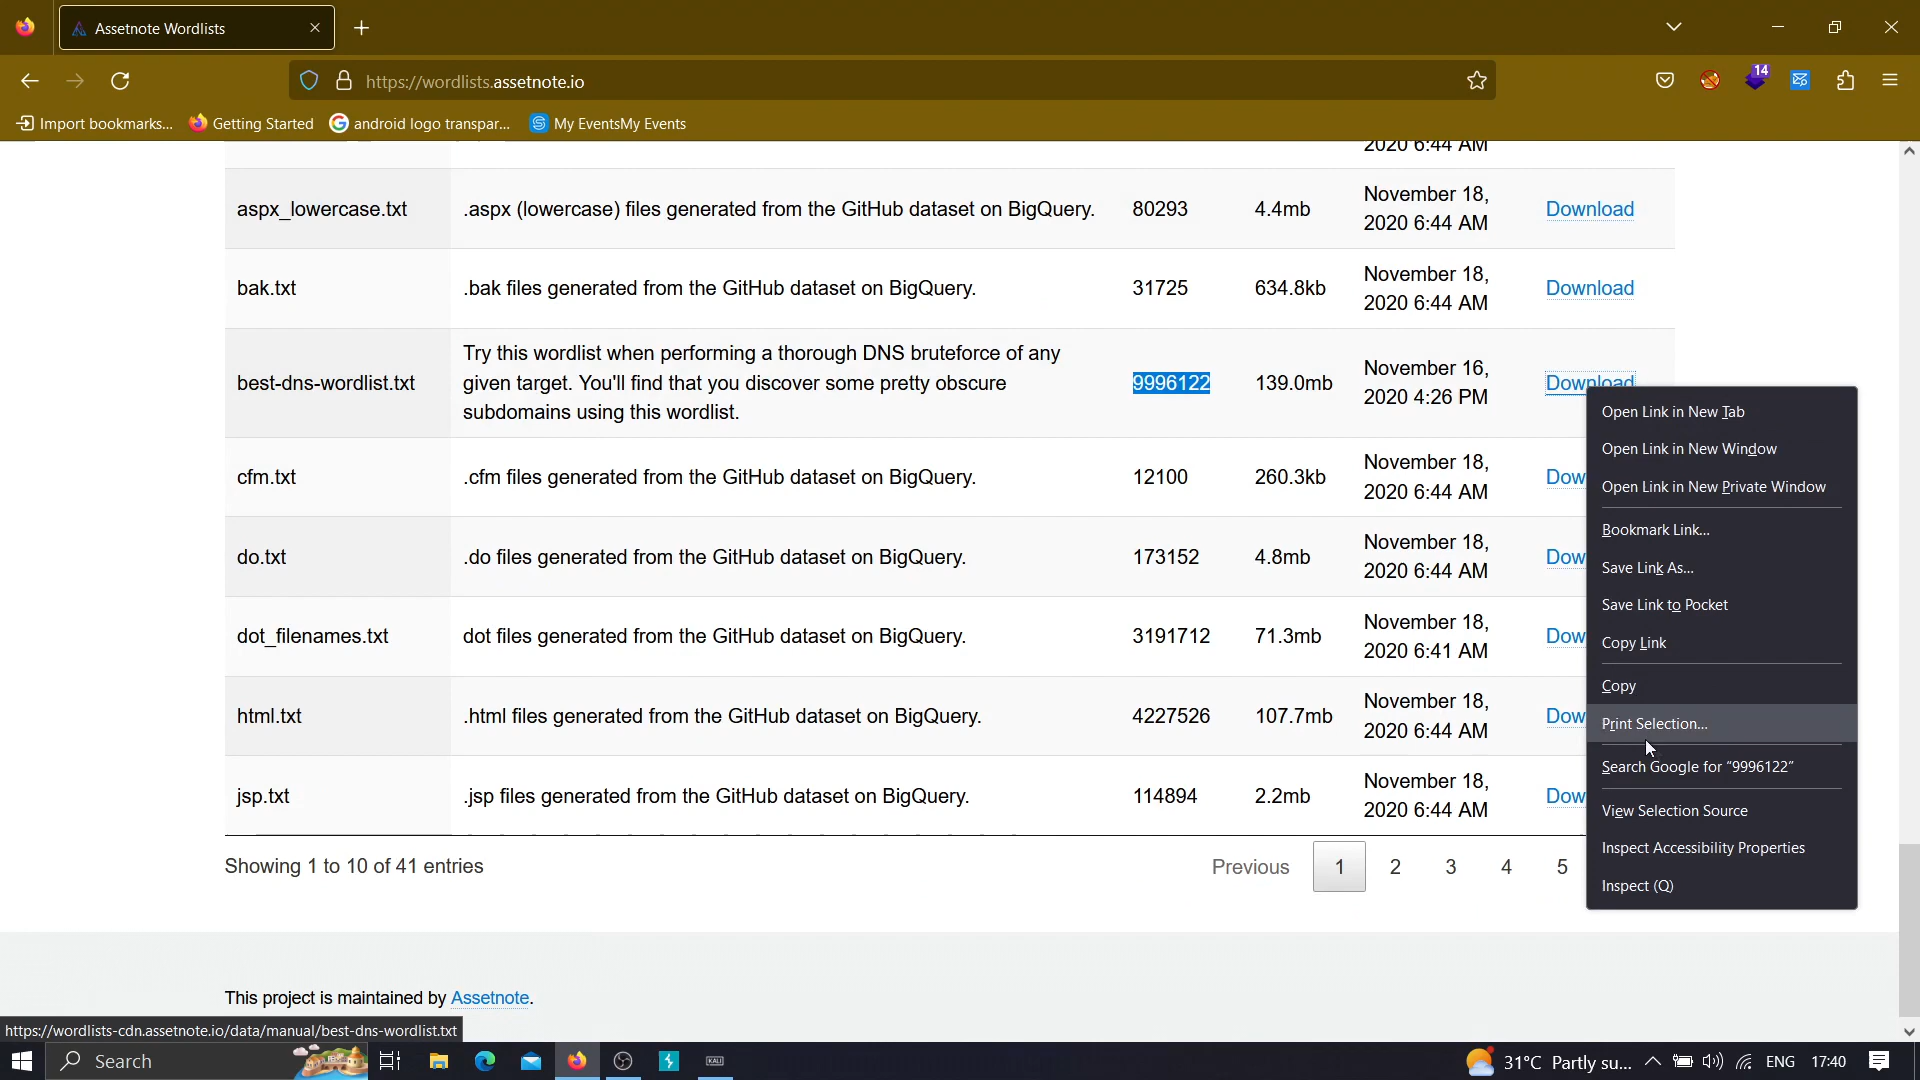 Assetnote Wordlists
https://wordlists.assetnote.io
14
Import bookmarks...
Getting Started
android logo transpar...
My EventsMy Events
2020 6:44 AM
aspx_lowercase.txt
.aspx (lowercase) files generated from the GitHub dataset on BigQuery.
80293
4.4mb
November 18,
2020 6:44 AM
Download
bak.txt
.bak files generated from the GitHub dataset on BigQuery.
31725
634.8kb
November 18,
2020 6:44 AM
Download
best-dns-wordlist.txt
Try this wordlist when performing a thorough DNS bruteforce of any
given target. You'll find that you discover some pretty obscure
subdomains using this wordlist.
9996122
139.0mb
November 16,
2020 4:26 PM
Download
cfm.txt
.cfm files generated from the GitHub dataset on BigQuery.
12100
260.3kb
November 18,
2020 6:44 AM
Dow
do.txt
.do files generated from the GitHub dataset on BigQuery.
173152
4.8mb
November 18,
2020 6:44 AM
Dow
dot_filenames.txt
dot files generated from the GitHub dataset on BigQuery.
3191712
71.3mb
November 18,
2020 6:41 AM
Dow
html.txt
.html files generated from the GitHub dataset on BigQuery.
4227526
107.7mb
November 18,
2020 6:44 AM
Dow
jsp.txt
.jsp files generated from the GitHub dataset on BigQuery.
114894
2.2mb
November 18,
2020 6:44 AM
Dow
Open Link in New Tab
Open Link in New Window
Open Link in New Private Window
Bookmark Link...
Save Link As...
Save Link to Pocket
Copy Link
Copy
Print Selection...
Search Google for “9996122”
View Selection Source
Inspect Accessibility Properties
Inspect (Q)
Showing 1 to 10 of 41 entries
Previous
1
2
3
4
5
This project is maintained by Assetnote.
https://wordlists-cdn.assetnote.io/data/manual/best-dns-wordlist.txt
Search
KALI
31°C Partly su...
ENG
17:40